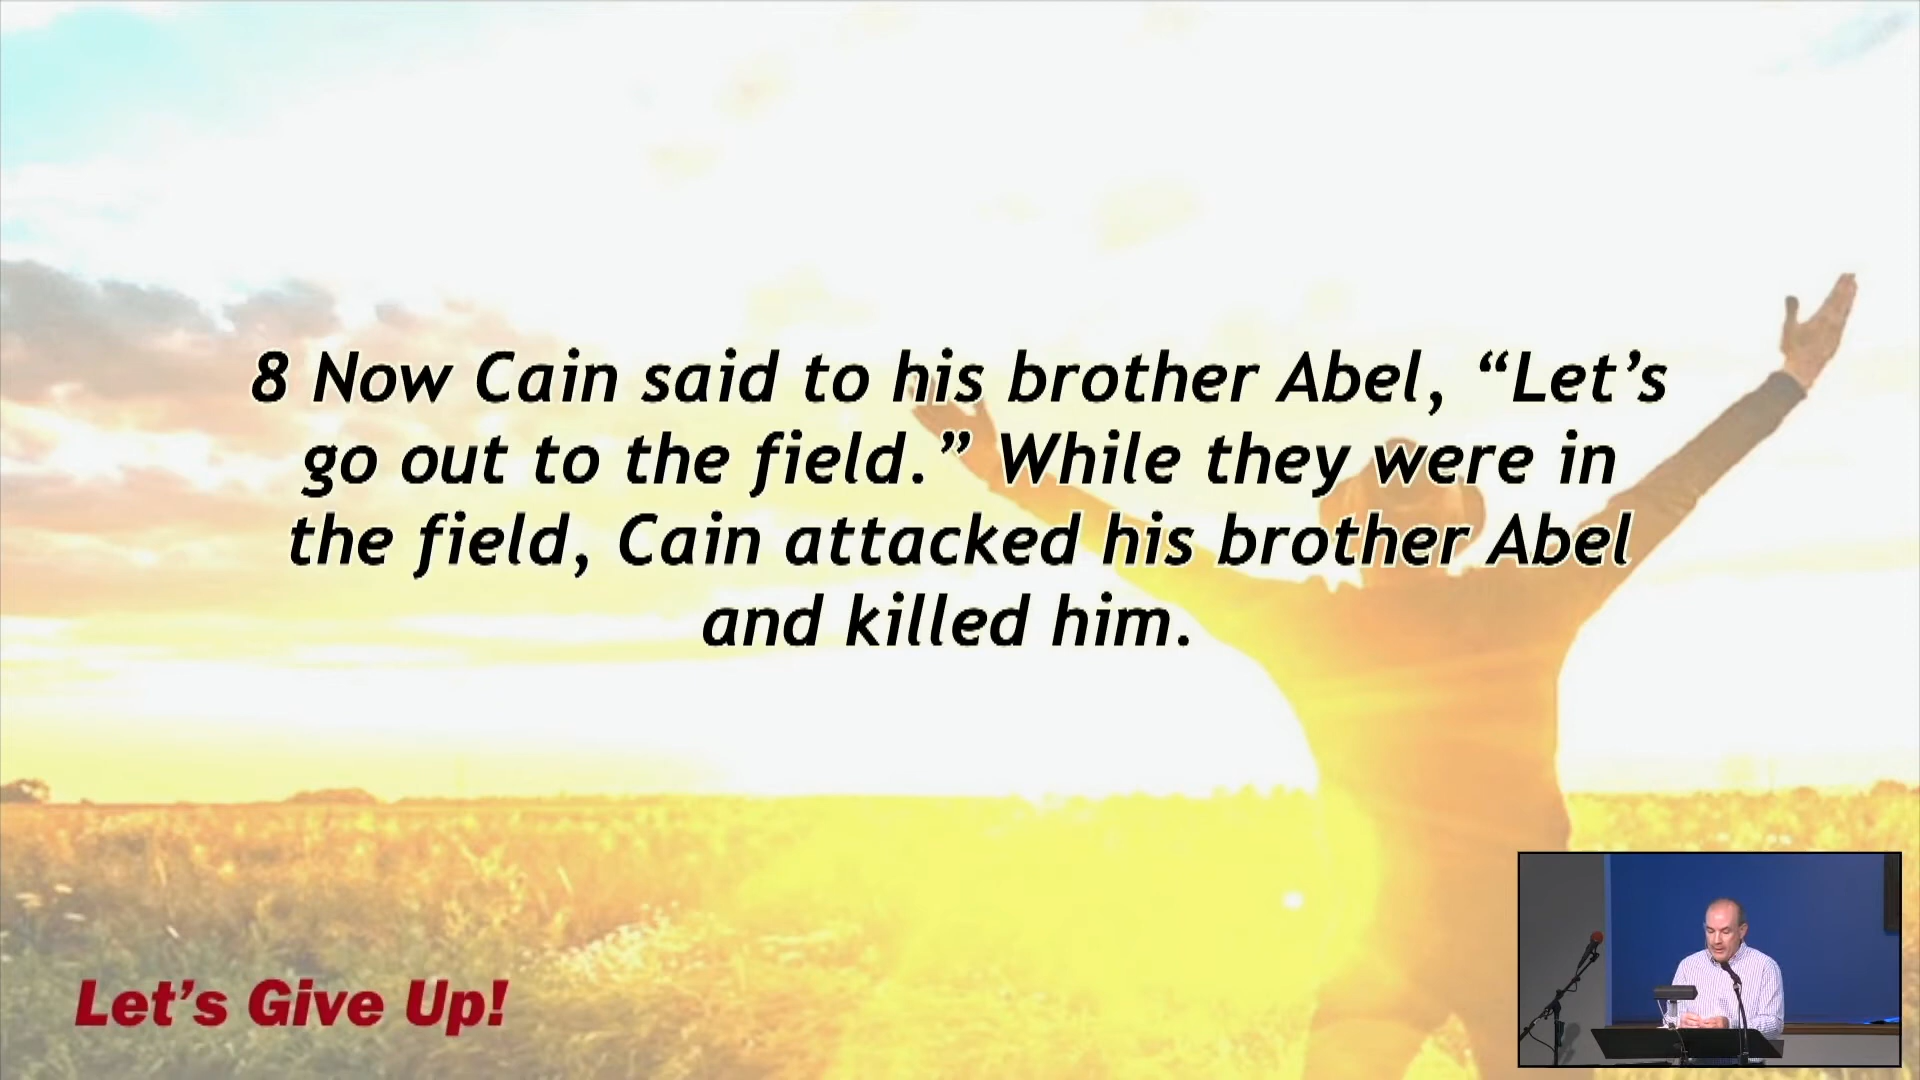 8 Now Cain said to his brother Abel, “Let’s
go out to the field.” While they were in
the field, Cain attacked his brother Abel
and killed him.
Let’s Give Up!